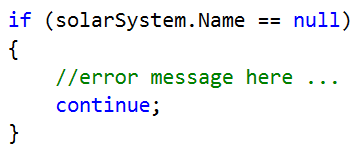 if (solarSystem.Name == null)
{
    //error message here ...
    continue;
}